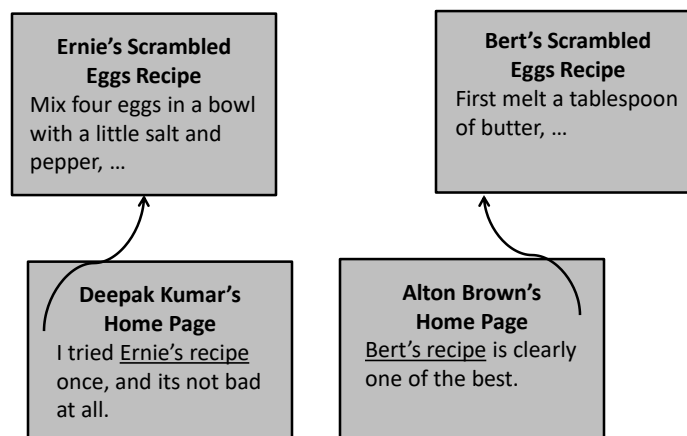 Ernie’s Scrambled
Eggs Recipe
Mix four eggs in a bowl
with a little salt and
pepper, …
Bert’s Scrambled
Eggs Recipe
First melt a tablespoon
of butter, …
Deepak Kumar’s
Home Page
I tried Ernie’s recipe
once, and its not bad
at all.
Alton Brown’s
Home Page
Bert’s recipe is clearly
one of the best.